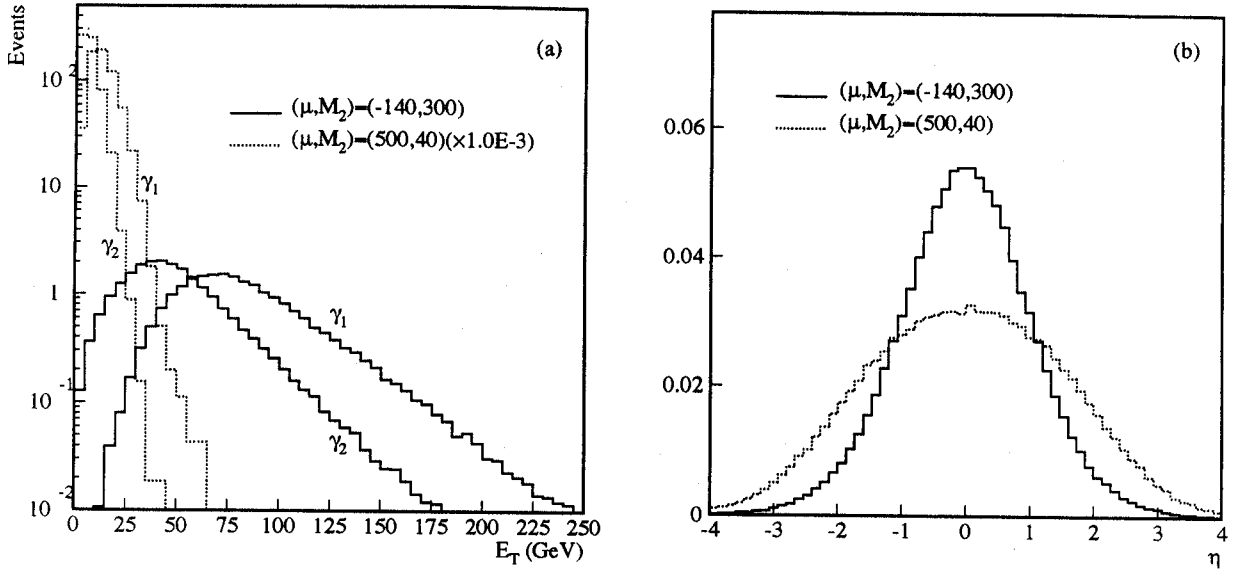 Events
(a)
10²
10
1
10⁻¹
10⁻²
(μ,M₂)=(-140,300)
(μ,M₂)=(500,40)(×1.0E-3)
γ₁
γ₂
γ₁
γ₂
0 25 50 75 100 125 150 175 200 225 250
E_T (GeV)
(b)
(μ,M₂)=(-140,300)
(μ,M₂)=(500,40)
0.06
0.04
0.02
0
-4 -3 -2 -1 0 1 2 3 4
η